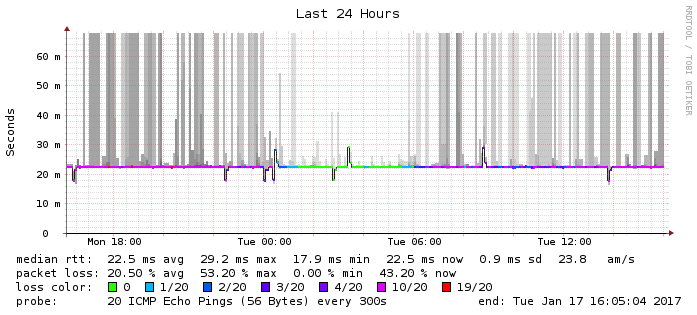 Last 24 Hours
RRDTOOL / TOBI OETIKER
Seconds
60 m
50 m
40 m
30 m
20 m
10 m
0
Mon 18:00 Tue 00:00 Tue 06:00 Tue 12:00
median rtt: 22.5 ms avg 29.2 ms max 17.9 ms min 22.5 ms now 0.9 ms sd 23.8 am/s
packet loss: 20.50 % avg 53.20 % max 0.00 % min 43.20 % now
loss color: 0 1/20 2/20 3/20 4/20 10/20 19/20
probe: 20 ICMP Echo Pings (56 Bytes) every 300s end: Tue Jan 17 16:05:04 2017